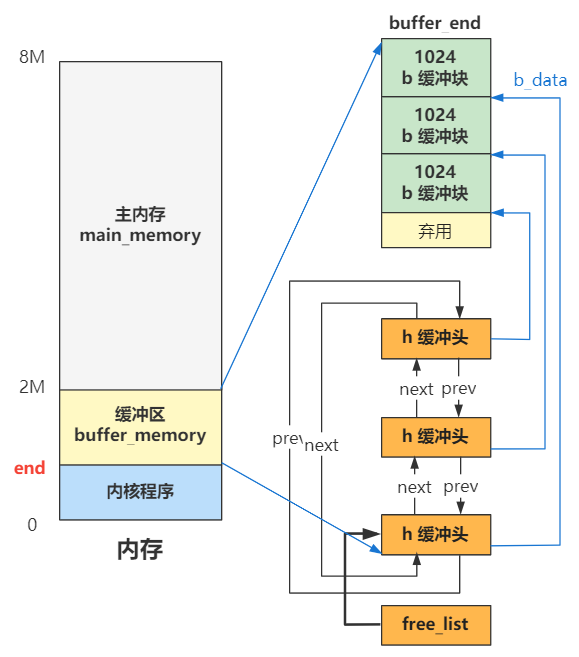 8M
主内存
main_memory
2M
缓冲区
buffer_memory
end
内核程序
0
内存
buffer_end
1024
b 缓冲块
1024
b 缓冲块
1024
b 缓冲块
弃用
b_data
h 缓冲头
next
prev
h 缓冲头
prev
next
next
prev
h 缓冲头
free_list